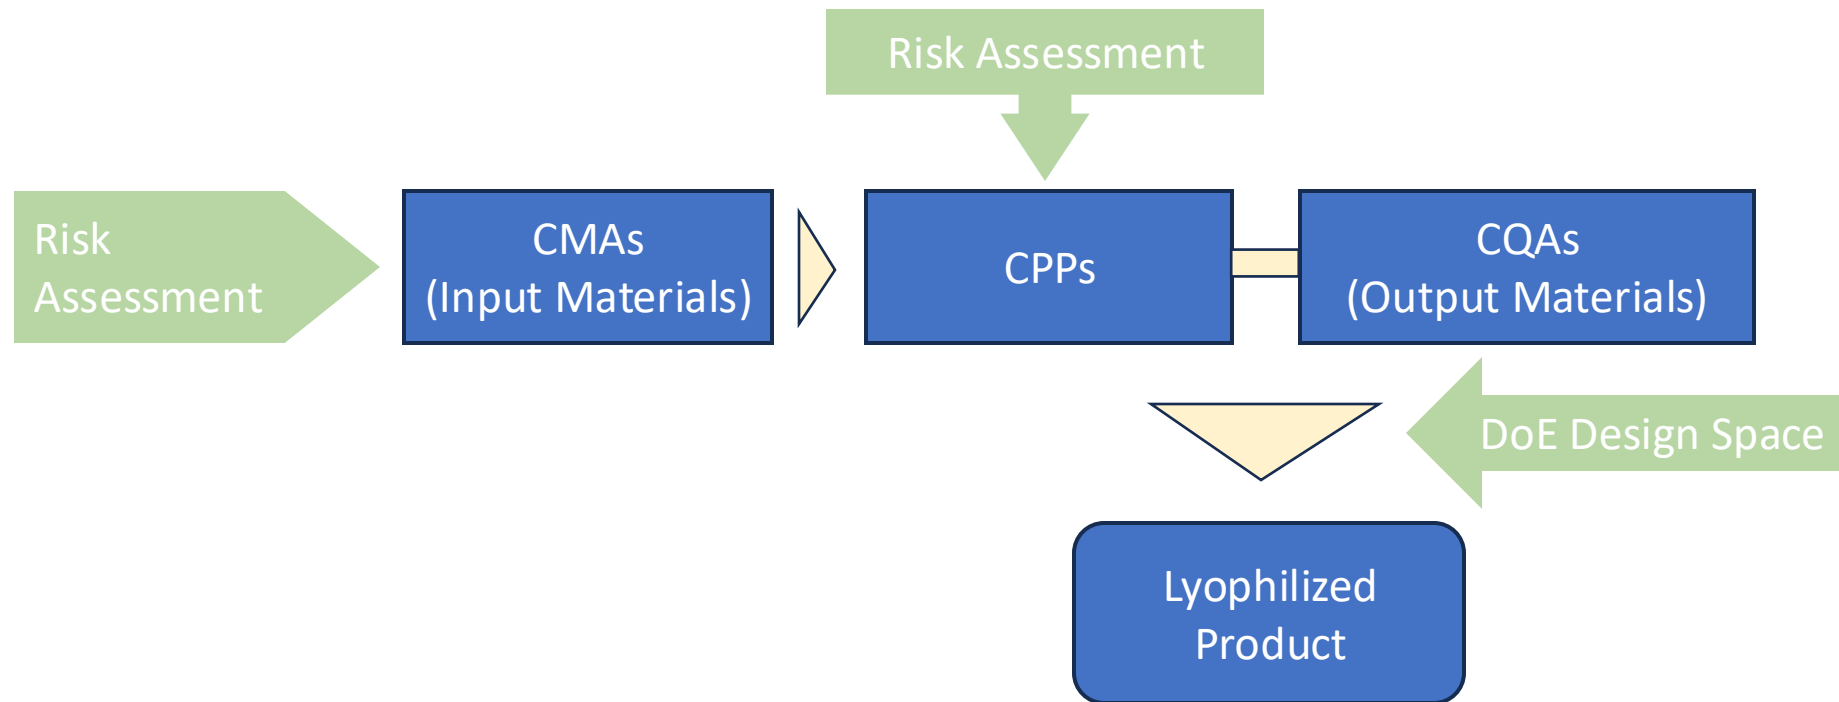 Risk Assessment
Risk
Assessment
CMAs
(Input Materials)
CPPs
CQAs
(Output Materials)
DoE Design Space
Lyophilized
Product